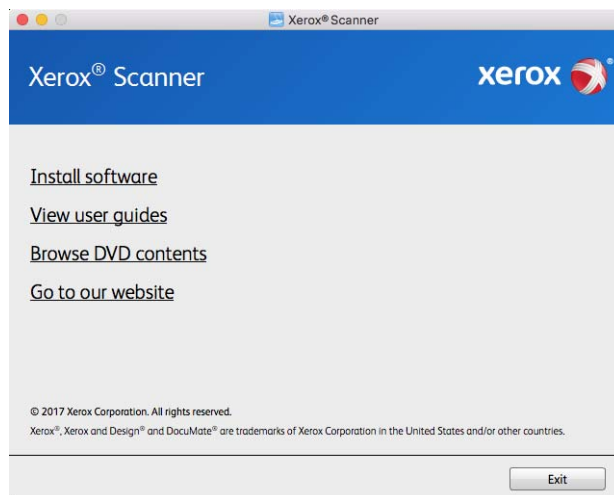 Xerox® Scanner
Xerox® Scanner
xerox ®
Install software
View user guides
Browse DVD contents
Go to our website
© 2017 Xerox Corporation. All rights reserved.
Xerox®, Xerox and Design® and DocuMate® are trademarks of Xerox Corporation in the United States and/or other countries.
Exit